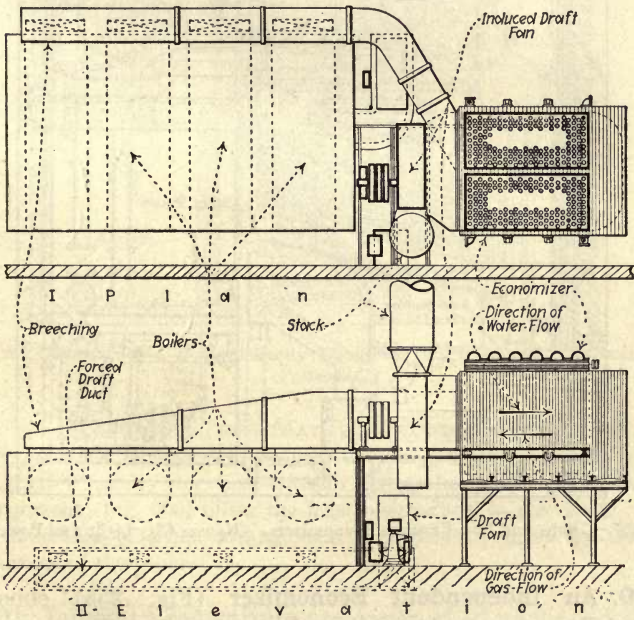 Induced Draft
Fan
I Plan
Economizer
Breeching
Boilers
Stack
Direction of
Water-Flow
Forced
Draft
Duct
Draft
Fan
Direction of
Gas-Flow
II-Elevation